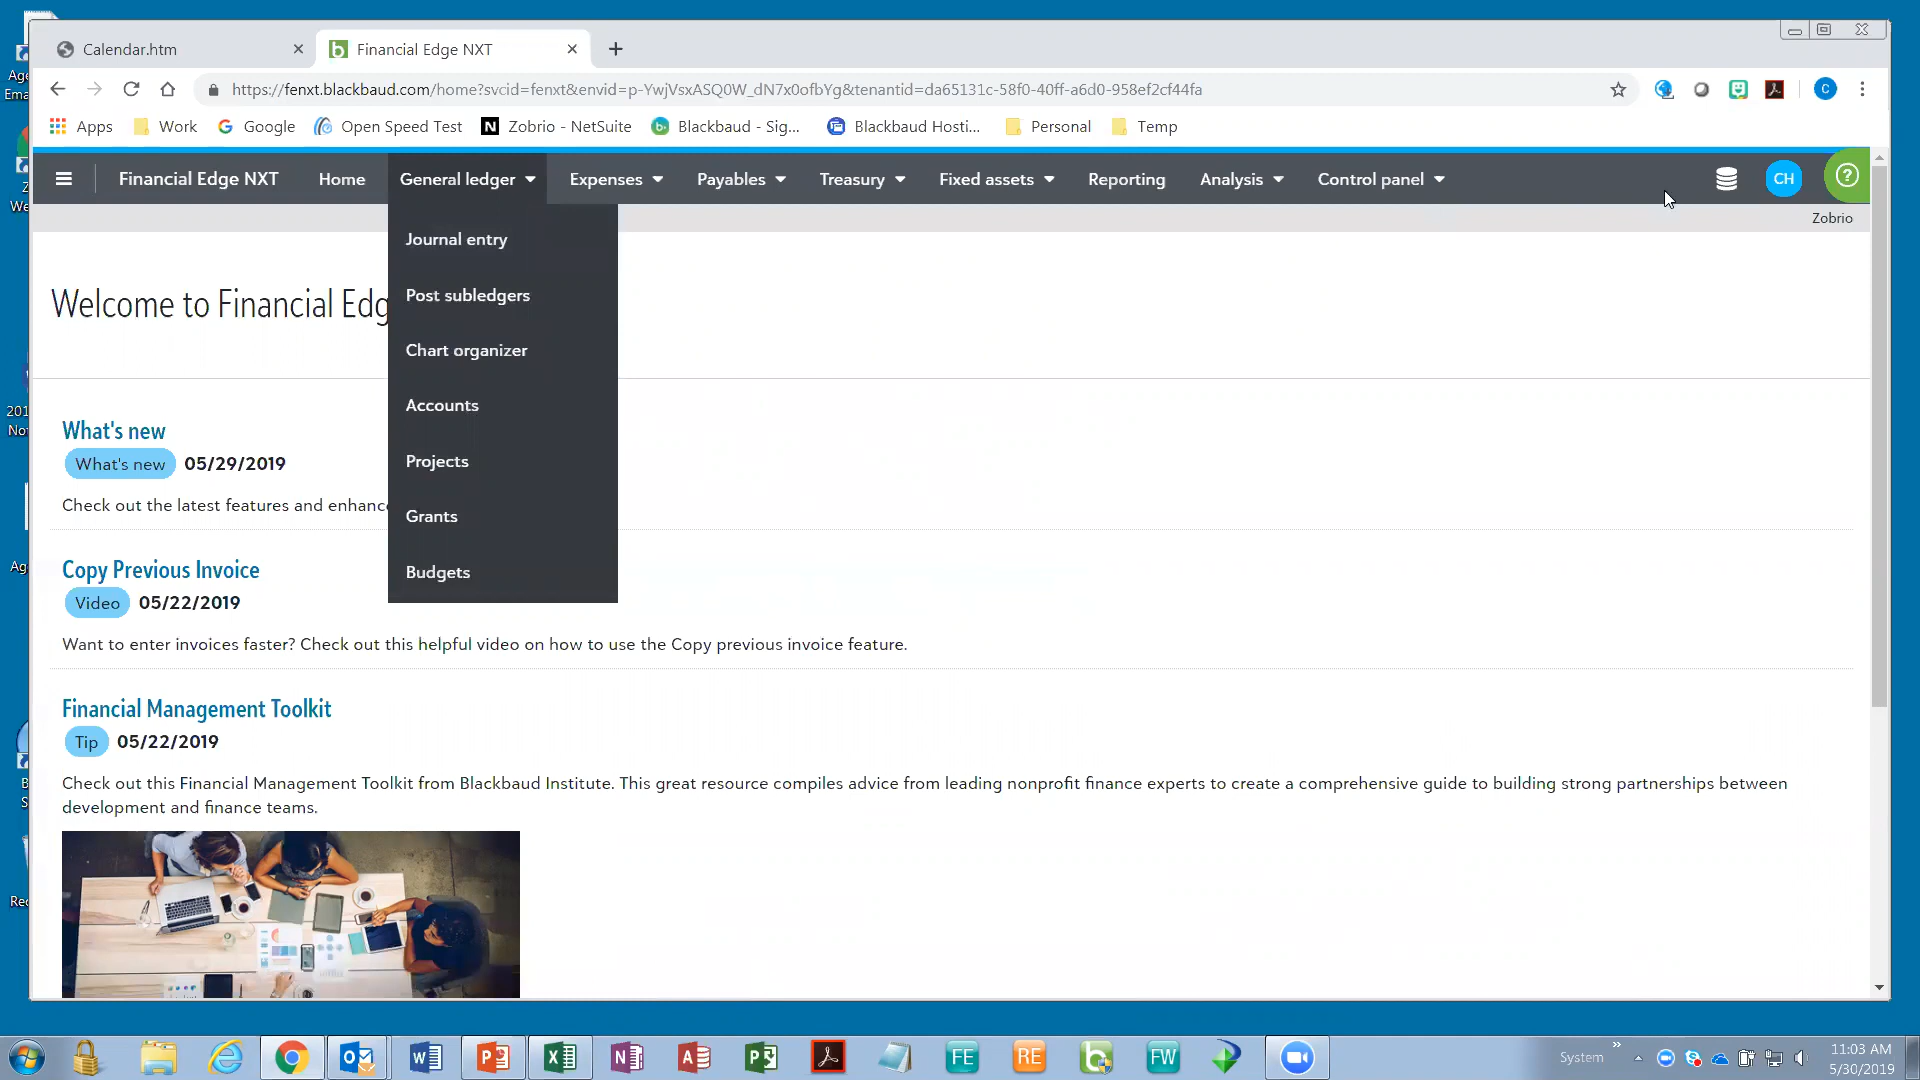 Calendar.htm
Financial Edge NXT
https://fenxt.blackbaud.com/home?svcid=fenxt&envid=p-YwjVsxASQ0W_dN7x0ofbYg&tenantid=da65131c-58f0-40ff-a6d0-958ef2cf44fa
C
Apps Work Google Open Speed Test Zobrio - NetSuite Blackbaud - Sig... Blackbaud Hosti... Personal Temp
Financial Edge NXT Home General ledger Expenses Payables Treasury Fixed assets Reporting Analysis Control panel CH ?
Zobrio
Journal entry
Post subledgers
Chart organizer
Accounts
Projects
Grants
Budgets
Welcome to Financial Edg
What's new
What's new 05/29/2019
Check out the latest features and enhanc
Copy Previous Invoice
Video 05/22/2019
Want to enter invoices faster? Check out this helpful video on how to use the Copy previous invoice feature.
Financial Management Toolkit
Tip 05/22/2019
Check out this Financial Management Toolkit from Blackbaud Institute. This great resource compiles advice from leading nonprofit finance experts to create a comprehensive guide to building strong partnerships between
development and finance teams.
FE RE FW
System
11:03 AM
5/30/2019